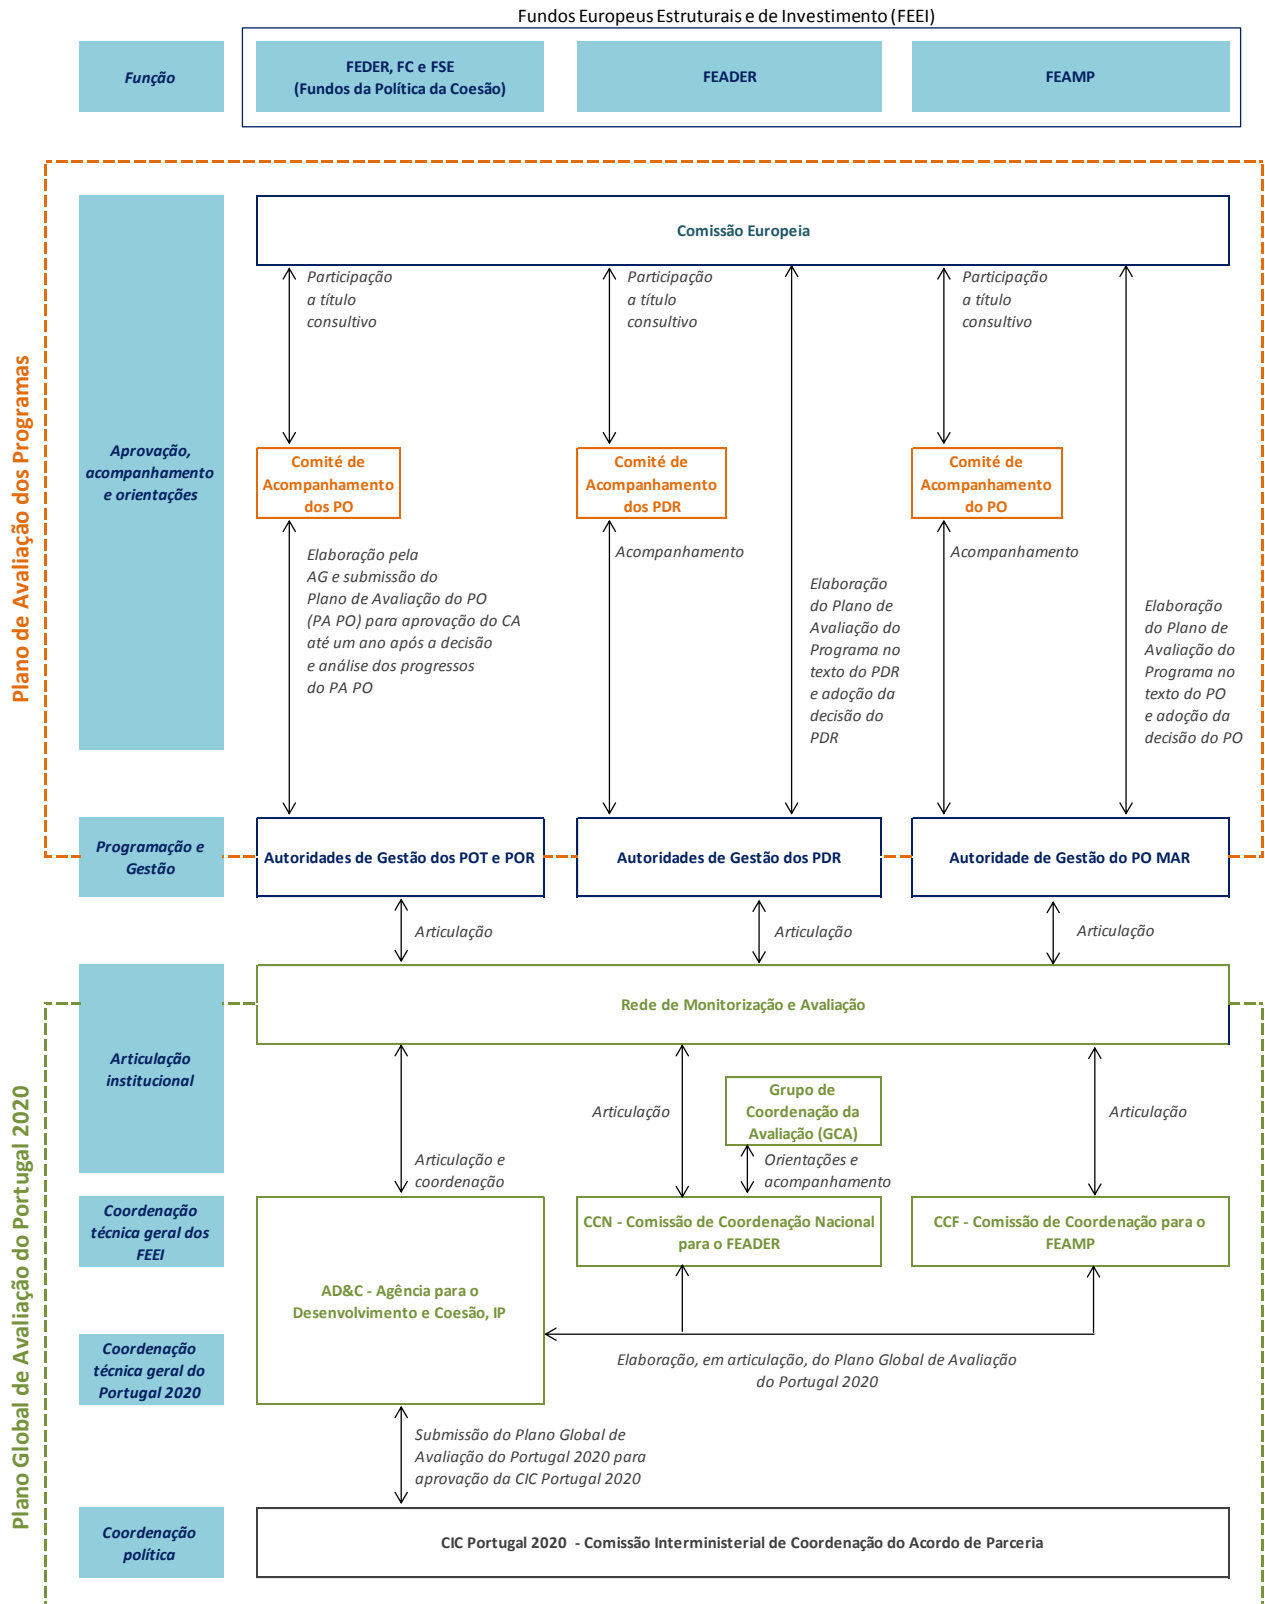 Fundos Europeus Estruturais e de Investimento (FEEI)
Função
FEDER, FC e FSE
(Fundos da Política da Coesão)
FEADER
FEAMP
Plano de Avaliação dos Programas
Aprovação,
acompanhamento
e orientações
Comissão Europeia
Participação
a título
consultivo
Participação
a título
consultivo
Participação
a título
consultivo
Comité de
Acompanhamento
dos PO
Comité de
Acompanhamento
dos PDR
Comité de
Acompanhamento
do PO
Elaboração pela
AG e submissão do
Plano de Avaliação do PO
(PA PO) para aprovação do CA
até um ano após a decisão
e análise dos progressos
do PA PO
Acompanhamento
Elaboração
do Plano de
Avaliação do
Programa no
texto do PDR
e adoção da
decisão do
PDR
Acompanhamento
Elaboração
do Plano de
Avaliação do
Programa no
texto do PO
e adoção da
decisão do PO
Programação e
Gestão
Autoridades de Gestão dos POT e POR
Autoridades de Gestão dos PDR
Autoridade de Gestão do PO MAR
Articulação
Articulação
Articulação
Plano Global de Avaliação do Portugal 2020
Articulação
institucional
Rede de Monitorização e Avaliação
Articulação e
coordenação
Articulação
Grupo de
Coordenação da
Avaliação (GCA)
Orientações e
acompanhamento
Articulação
Coordenação
técnica geral dos
FEEI
AD&C - Agência para o
Desenvolvimento e Coesão, IP
CCN - Comissão de Coordenação Nacional
para o FEADER
CCF - Comissão de Coordenação para o
FEAMP
Coordenação
técnica geral do
Portugal 2020
Elaboração, em articulação, do Plano Global de Avaliação
do Portugal 2020
Submissão do Plano Global de
Avaliação do Portugal 2020 para
aprovação da CIC Portugal 2020
Coordenação
política
CIC Portugal 2020 - Comissão Interministerial de Coordenação do Acordo de Parceria